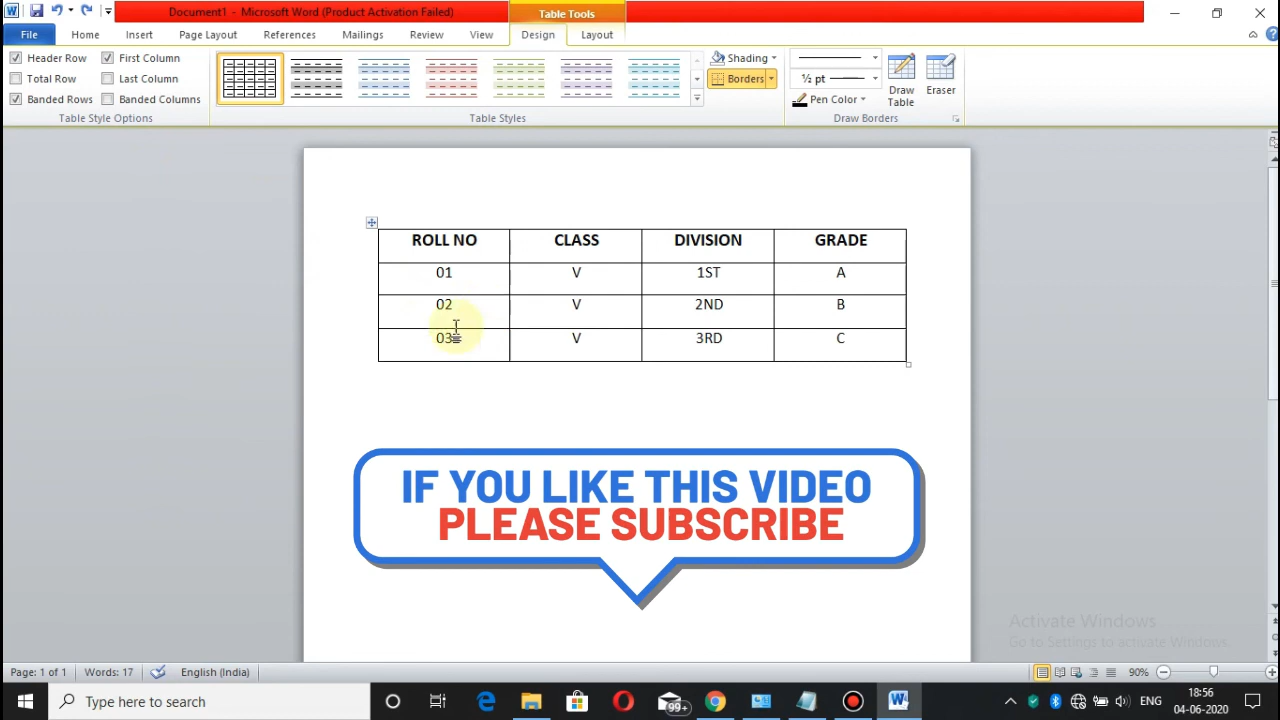 Document1 - Microsoft Word (Product Activation Failed)
Table Tools
File Home Insert Page Layout References Mailings Review View Design Layout
Header Row First Column
Total Row Last Column
Banded Rows Banded Columns
Table Style Options
Table Styles
Shading
Borders
½ pt
Pen Color
Draw Table
Eraser
Draw Borders
ROLL NO CLASS DIVISION GRADE
01 V 1ST A
02 V 2ND B
03 V 3RD C
IF YOU LIKE THIS VIDEO
PLEASE SUBSCRIBE
Activate Windows
Go to Settings to activate Windows.
Page: 1 of 1 Words: 17 English (India) 90%
Type here to search
99+
ENG
18:56
04-06-2020